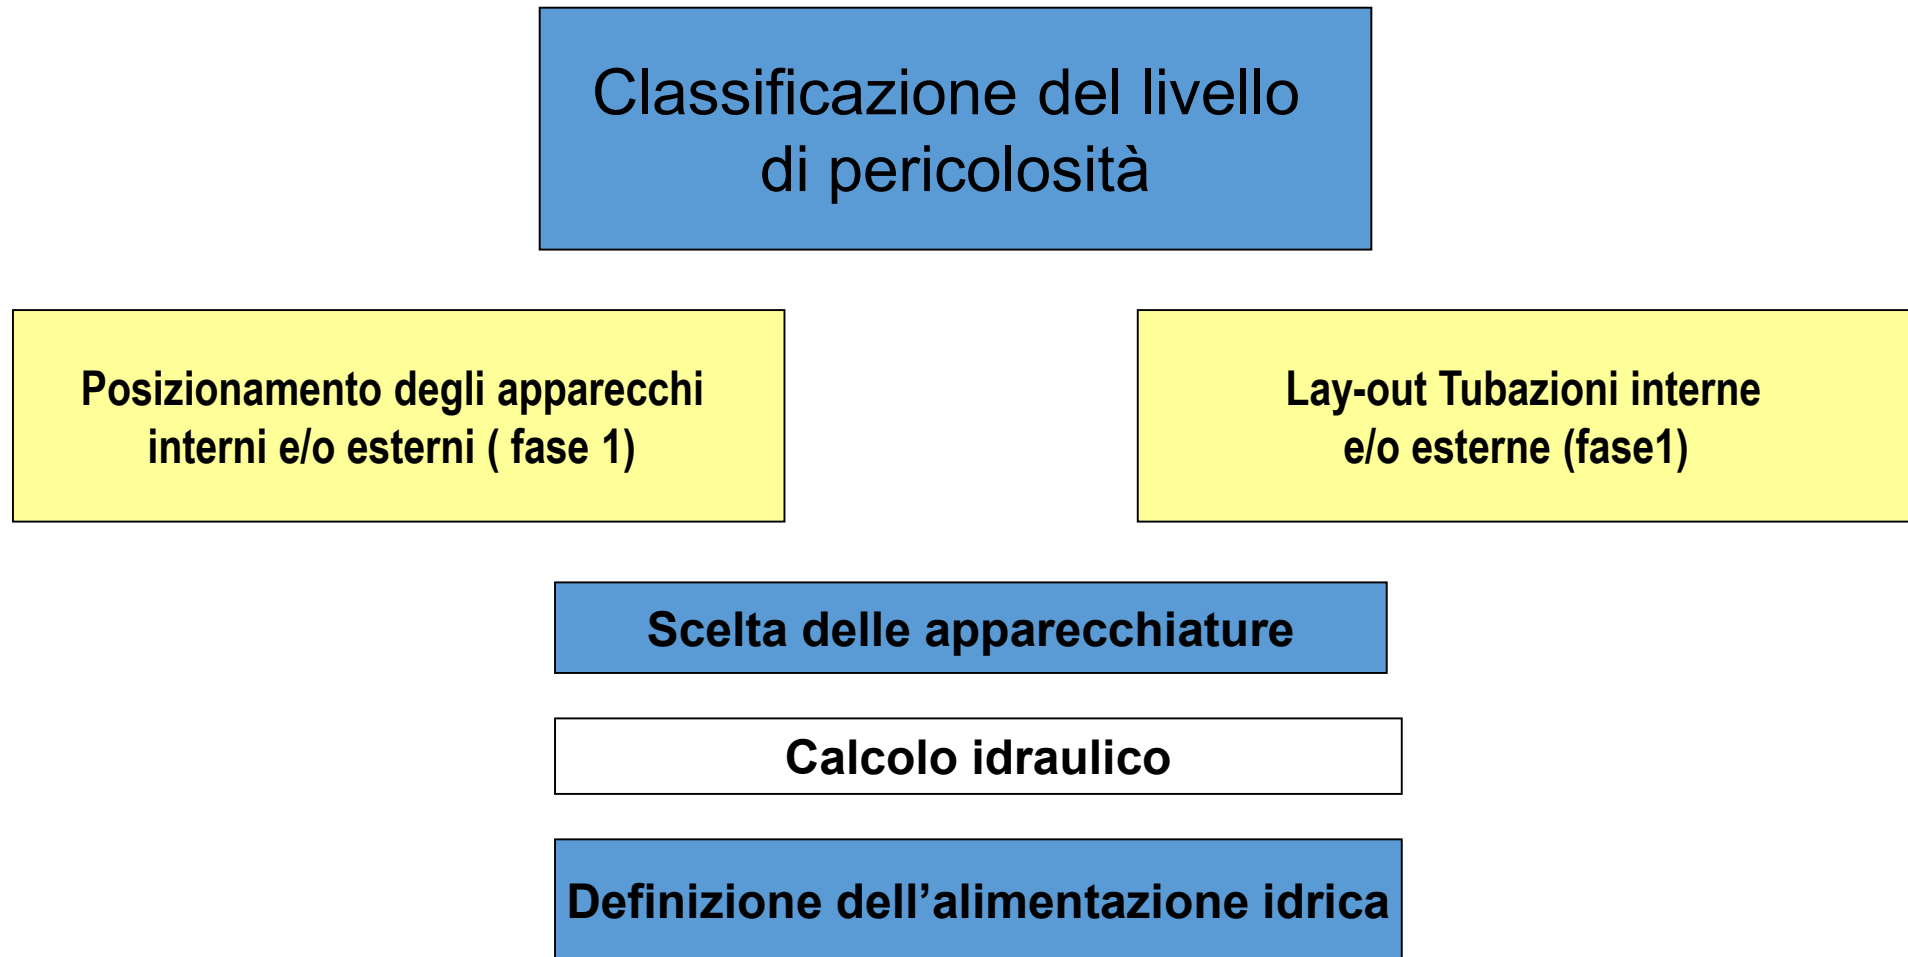 Classificazione del livello
di pericolosità
Posizionamento degli apparecchi
interni e/o esterni ( fase 1)
Lay-out Tubazioni interne
e/o esterne (fase1)
Scelta delle apparecchiature
Calcolo idraulico
Definizione dell’alimentazione idrica